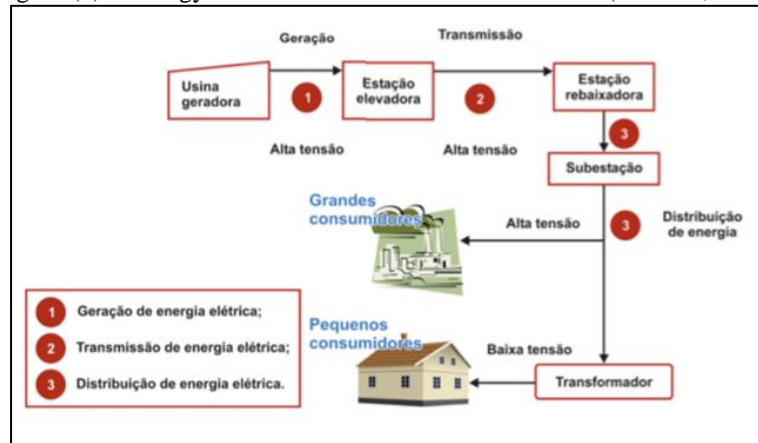 Geração
Transmissão
Usina
geradora
1
Estação
elevadora
2
Estação
rebaixadora
Alta tensão
Alta tensão
3
Subestação
Grandes
consumidores
Alta tensão
3
Distribuição
de energia
1 Geração de energia elétrica;
2 Transmissão de energia elétrica;
3 Distribuição de energia elétrica.
Pequenos
consumidores
Baixa tensão
Transformador